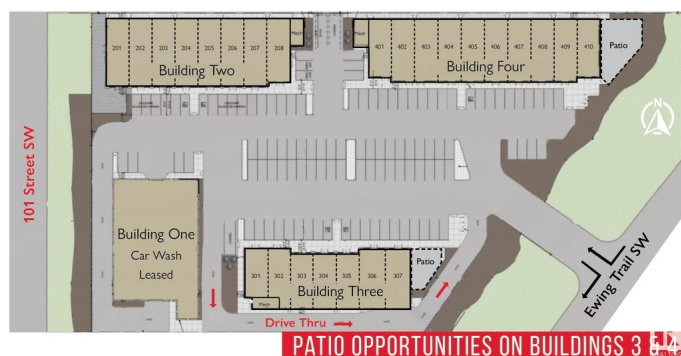 201 202 203 204 205 206 207 208
Mech
Building Two
Mech
401 402 403 404 405 406 407 408 409 410
Building Four
Patio
N
101 Street SW
Building One
Car Wash
Leased
301 302 303 304 305 306 307
Mech
Building Three
Patio
Drive Thru
Ewing Trail SW
PATIO OPPORTUNITIES ON BUILDINGS 3 & 4